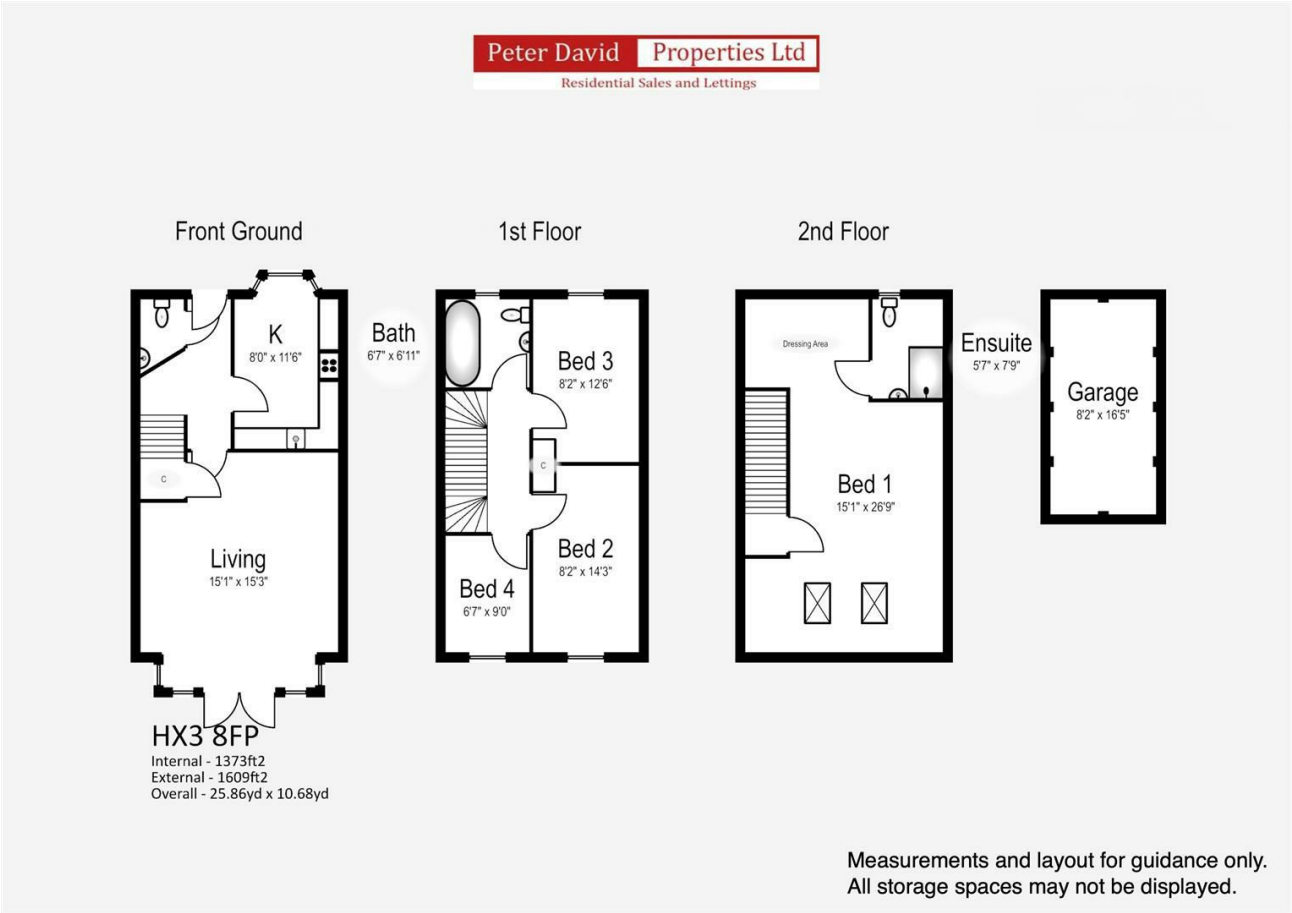 Peter David Properties Ltd
Residential Sales and Lettings
Front Ground
1st Floor
2nd Floor
K
8'0" x 11'6"
C
Living
15'1" x 15'3"
Bath
6'7" x 6'11"
Bed 3
8'2" x 12'6"
C
Bed 2
8'2" x 14'3"
Bed 4
6'7" x 9'0"
Dressing Area
Ensuite
5'7" x 7'9"
Bed 1
15'1" x 26'9"
Garage
8'2" x 16'5"
HX3 8FP
Internal - 1373ft2
External - 1609ft2
Overall - 25.86yd x 10.68yd
Measurements and layout for guidance only.
All storage spaces may not be displayed.